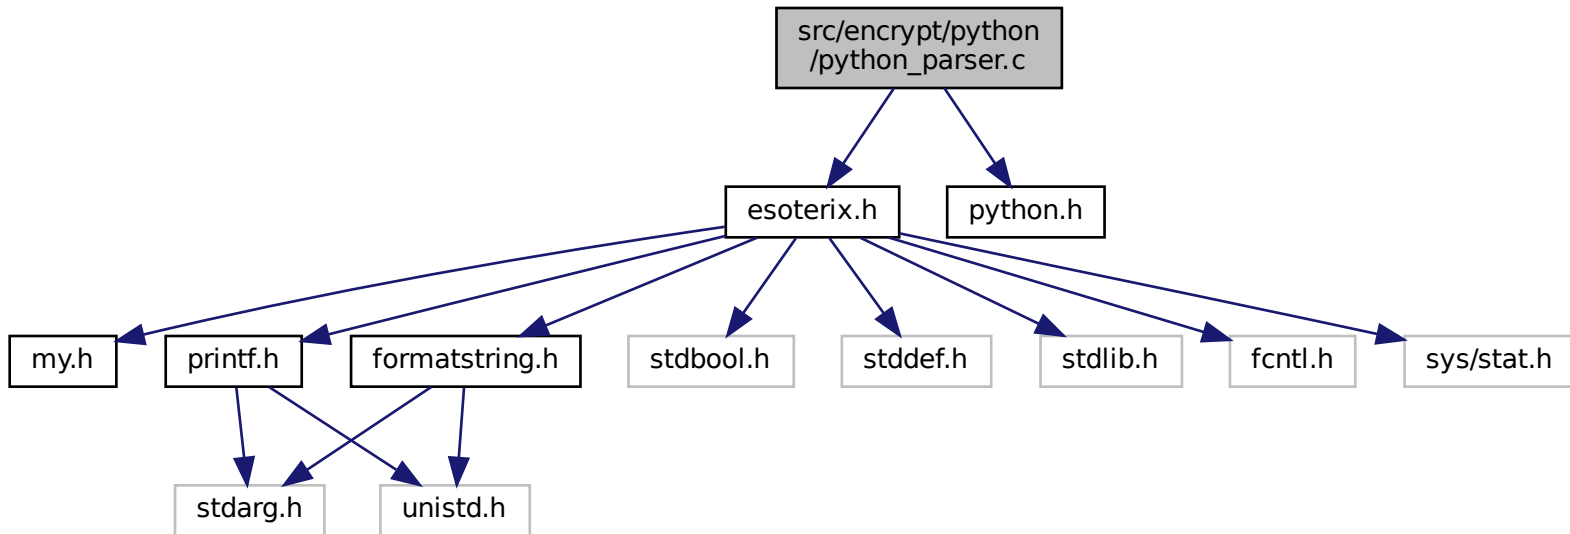 src/encrypt/python
/python_parser.c
esoterix.h
python.h
my.h
printf.h
formatstring.h
stdbool.h
stddef.h
stdlib.h
fcntl.h
sys/stat.h
stdarg.h
unistd.h